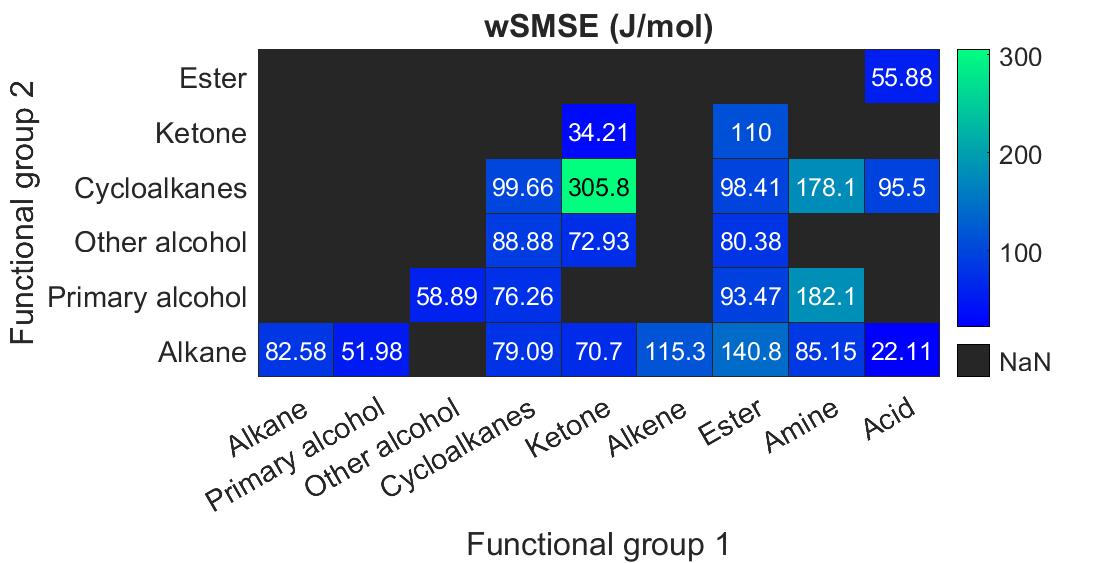 wSMSE (J/mol)
Functional group 2
Ester 55.88
Ketone 34.21 110
Cycloalkanes 99.66 305.8 98.41 178.1 95.5
Other alcohol 88.88 72.93 80.38
Primary alcohol 58.89 76.26 93.47 182.1
Alkane 82.58 51.98 79.09 70.7 115.3 140.8 85.15 22.11
Alkane Primary alcohol Other alcohol Cycloalkanes Ketone Alkene Ester Amine Acid
Functional group 1
300
200
100
NaN